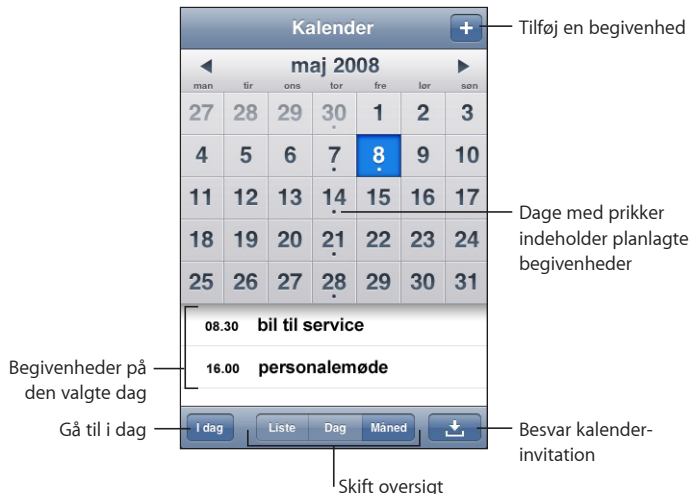 Kalender
+
Tilføj en begivenhed
maj 2008
man tir ons tor fre lør søn
27 28 29 30 1 2 3
4 5 6 7 8 9 10
11 12 13 14 15 16 17
Dage med prikker
indeholder planlagte
begivenheder
18 19 20 21 22 23 24
25 26 27 28 29 30 31
08.30 bil til service
16.00 personalemøde
Begivenheder på
den valgte dag
Gå til i dag
I dag
Liste Dag Måned
Besvar kalender-
invitation
Skift oversigt